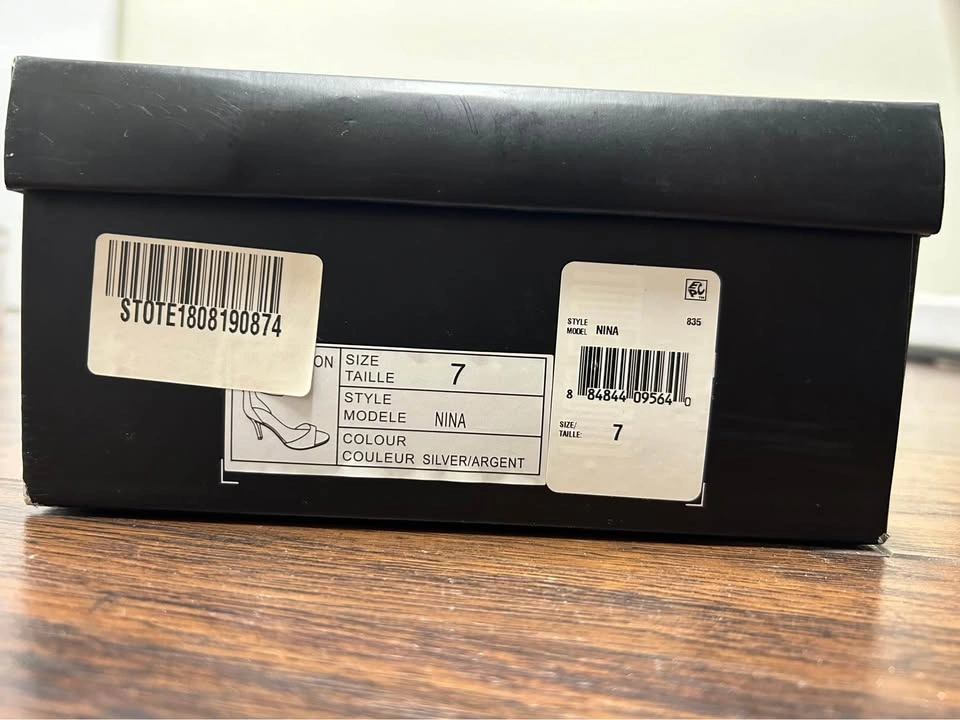 STOTE1808190874
ON
SIZE
TAILLE 7
STYLE
MODELE NINA
COLOUR
COULEUR SILVER/ARGENT
STYLE
MODEL NINA 835
8 84844 09564 0
SIZE/
TAILLE: 7